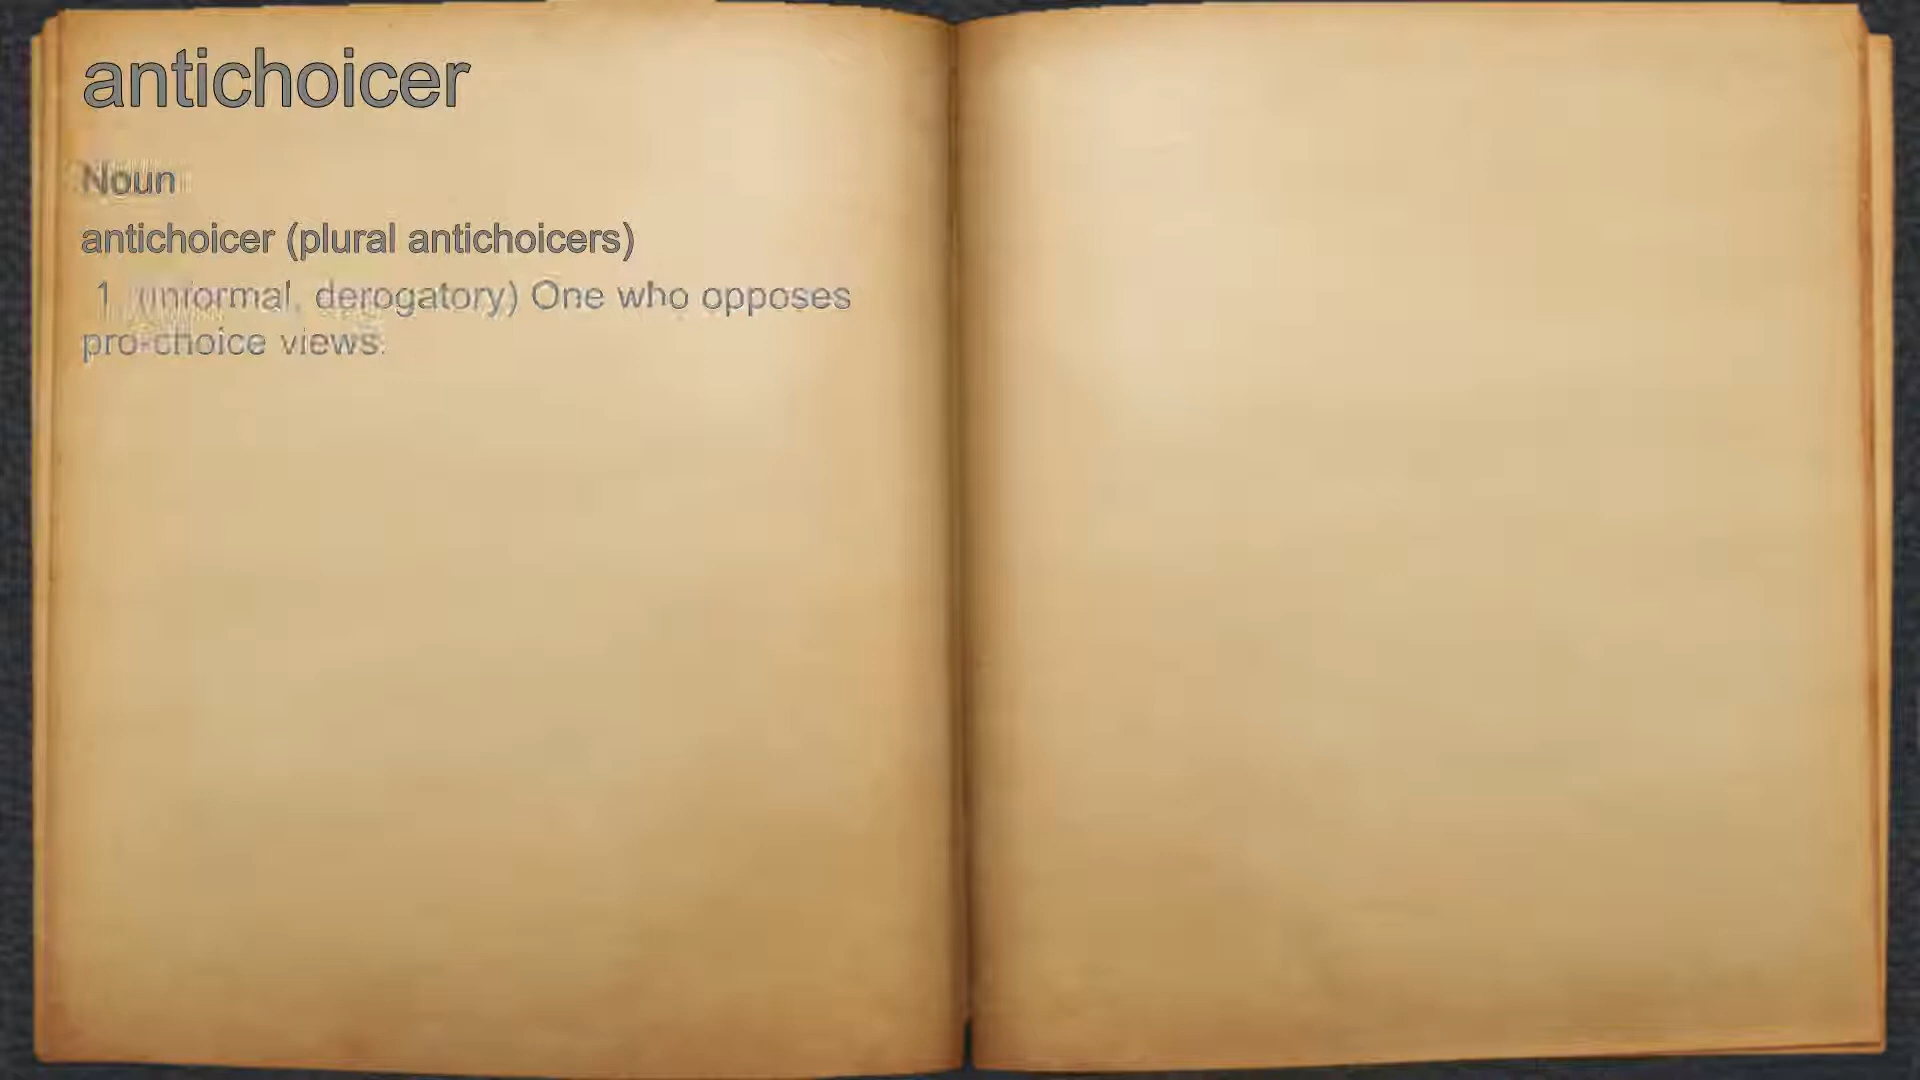 antichoicer
Noun
antichoicer (plural antichoicers)
1. (informal, derogatory) One who opposes
pro-choice views.